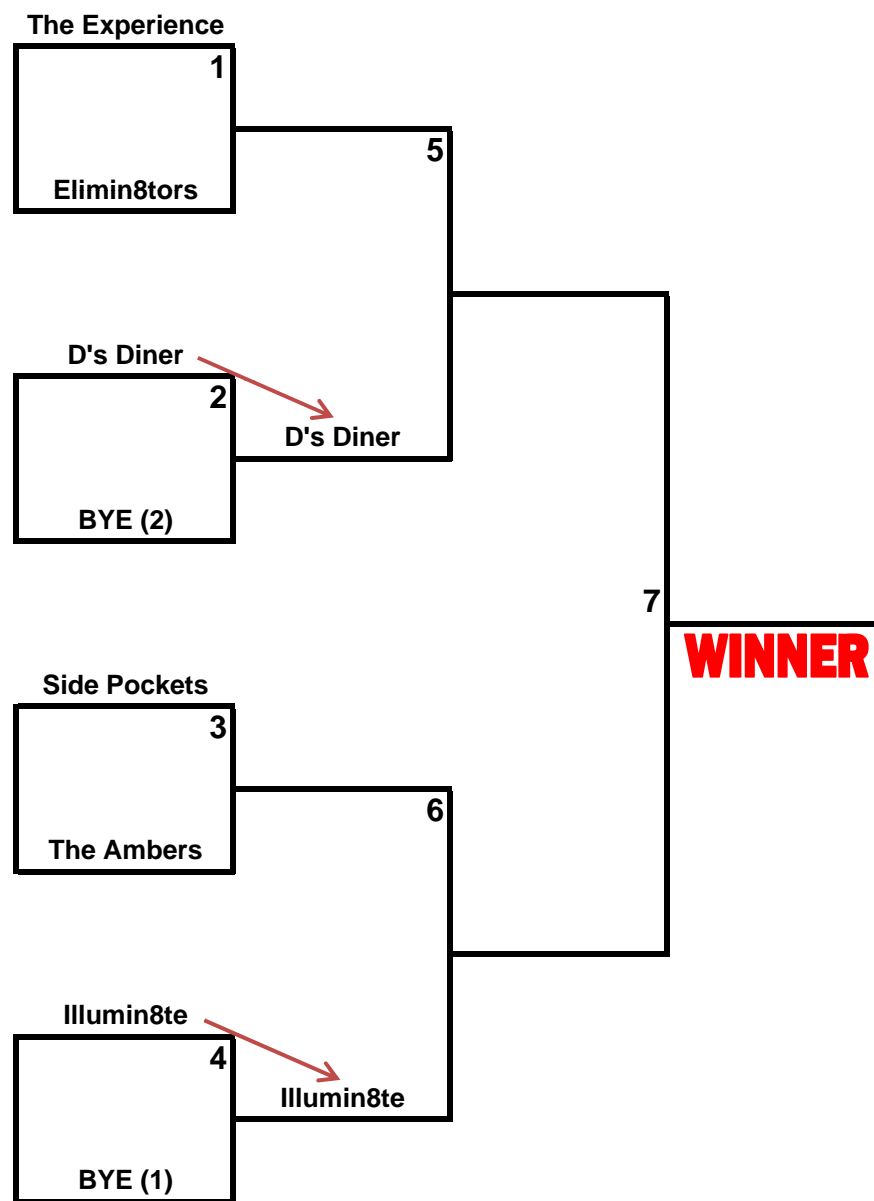 The Experience
1
5
Elimin8tors
D's Diner
2
D's Diner
BYE (2)
7
WINNER
Side Pockets
3
6
The Ambers
Illumin8te
4
Illumin8te
BYE (1)